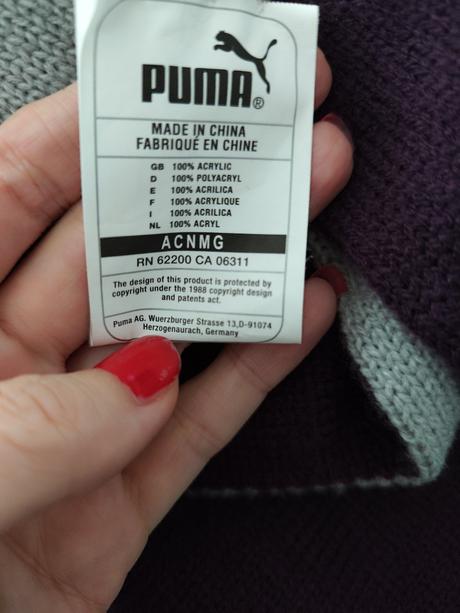 PUMA®
MADE IN CHINA
FABRIQUÉ EN CHINE
GB 100% ACRYLIC
D 100% POLYACRYL
E 100% ACRILICA
F 100% ACRYLIQUE
I 100% ACRILICA
NL 100% ACRYL
ACNMG
RN 62200 CA 06311
The design of this product is protected by
copyright under the 1988 copyright design
and patents act.
Puma AG. Wuerzburger Strasse 13,D-91074
Herzogenaurach, Germany